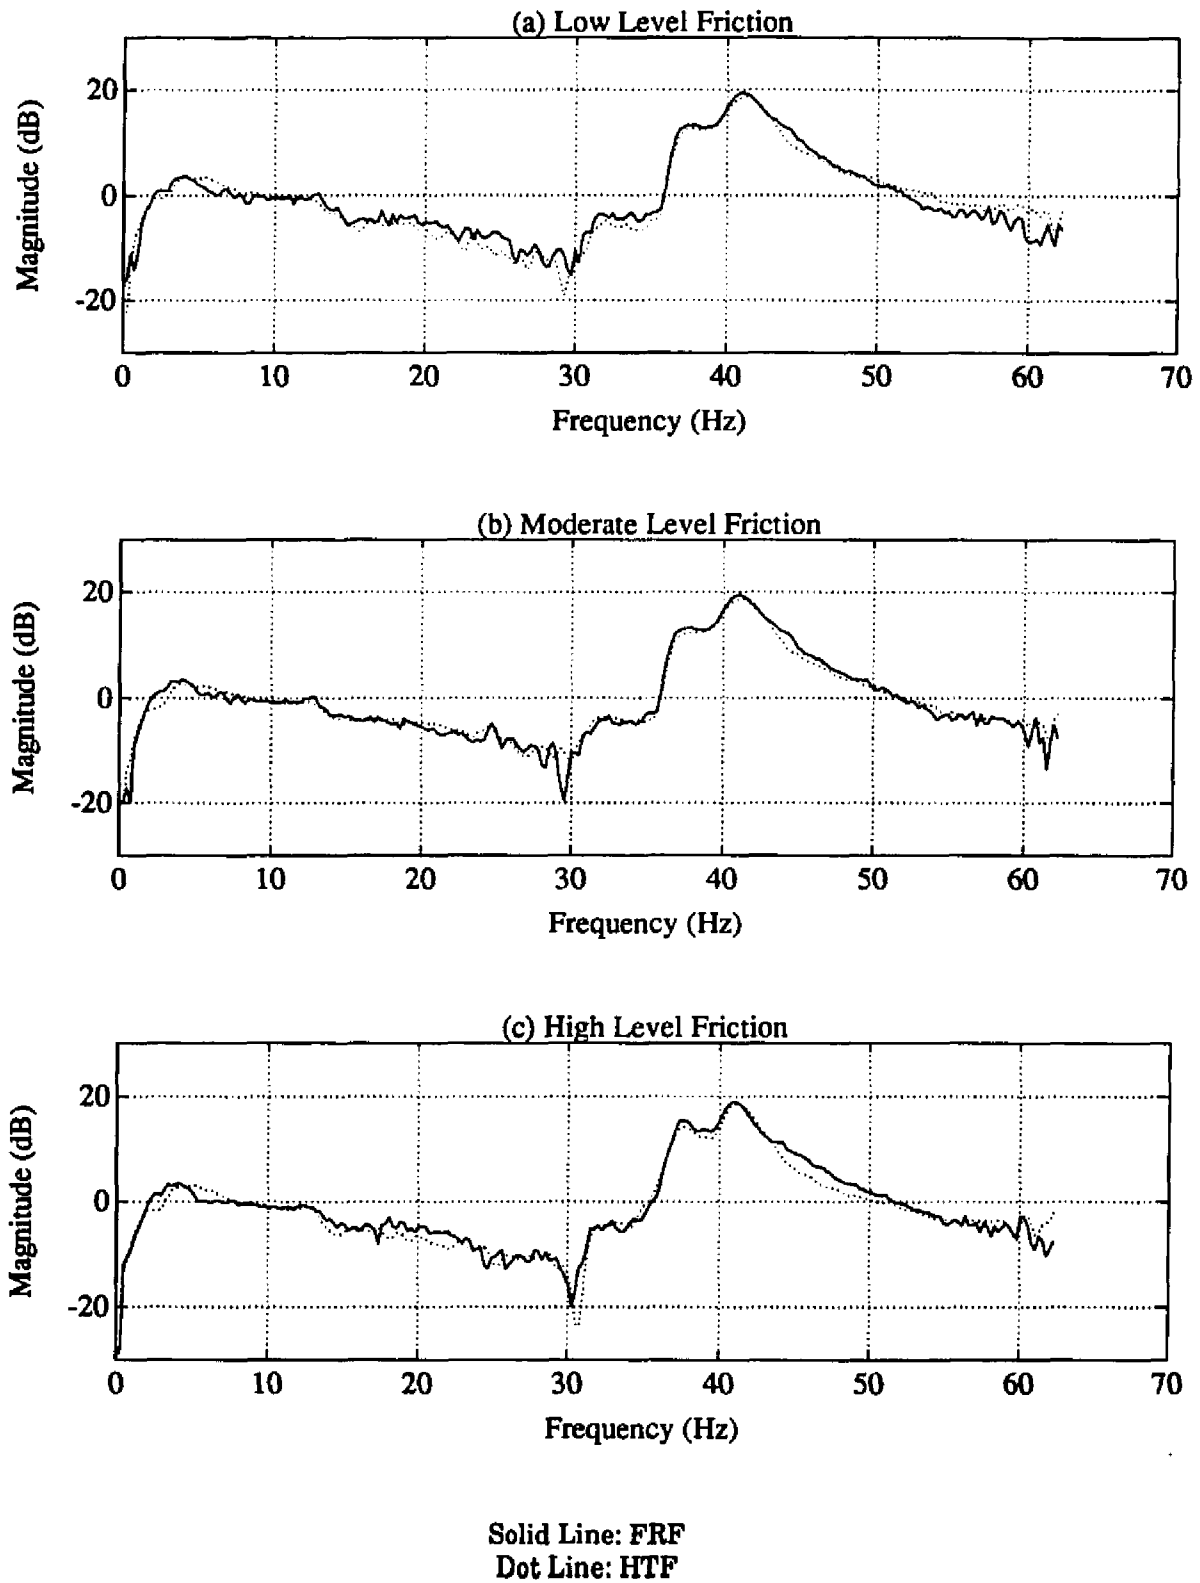 (a) Low Level Friction
20
0
-20
Magnitude (dB)
0 10 20 30 40 50 60 70
Frequency (Hz)
(b) Moderate Level Friction
20
0
-20
Magnitude (dB)
0 10 20 30 40 50 60 70
Frequency (Hz)
(c) High Level Friction
20
0
-20
Magnitude (dB)
0 10 20 30 40 50 60 70
Frequency (Hz)
Solid Line: FRF
Dot Line: HTF